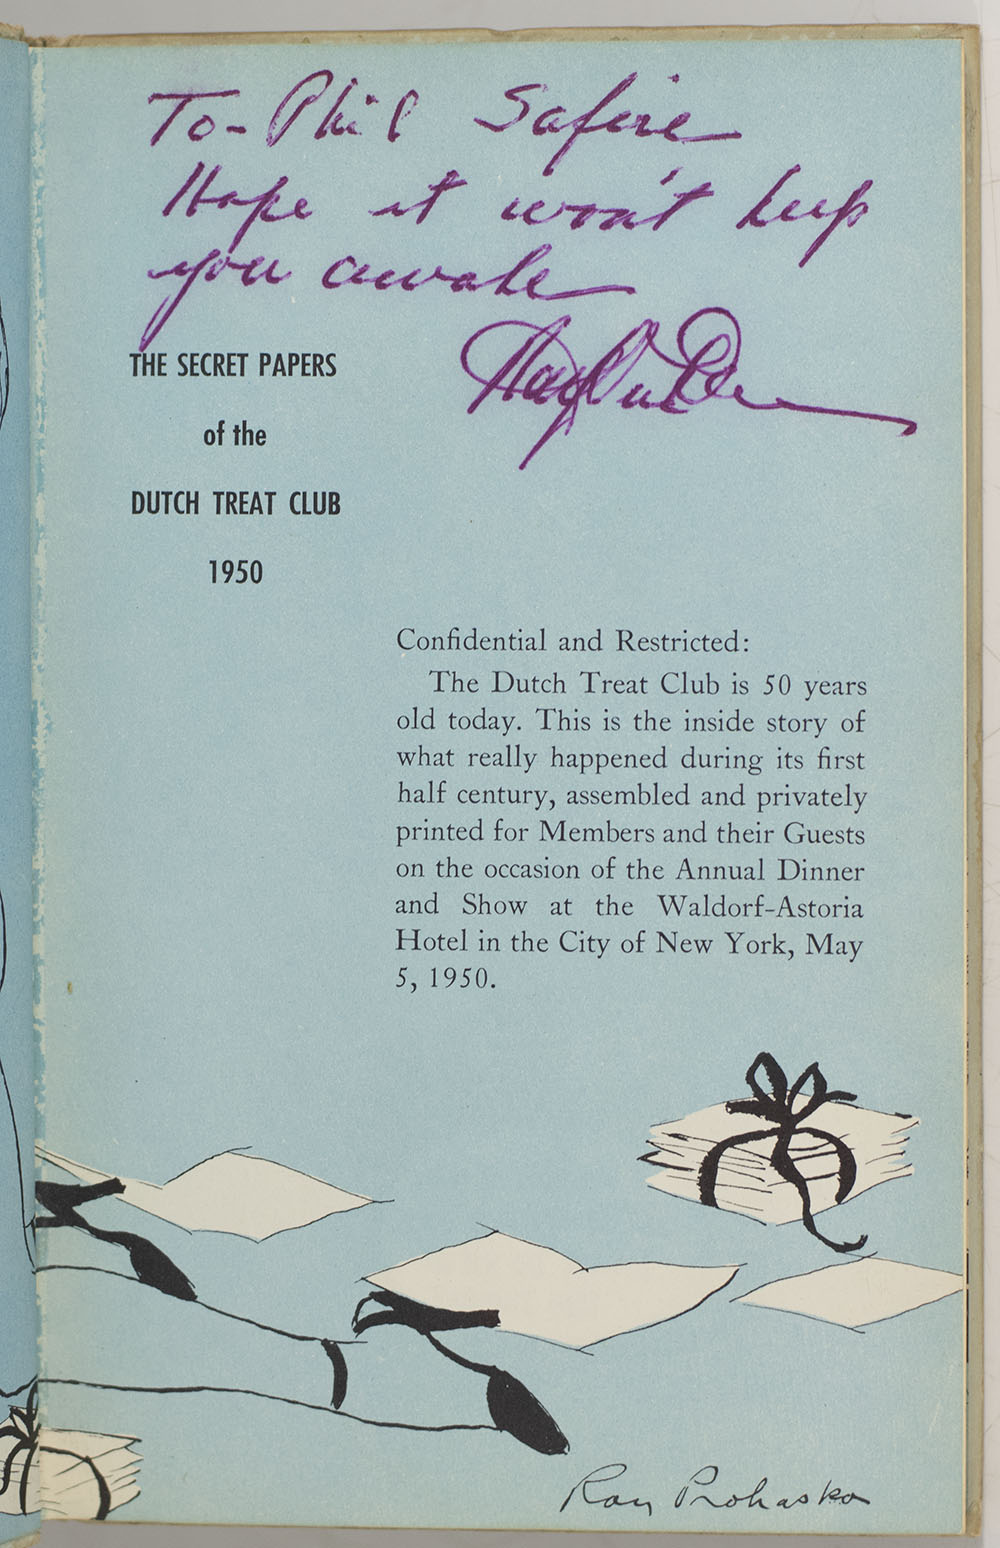 To- Phil Safire
Hope it won't keep
you awake
THE SECRET PAPERS
of the
DUTCH TREAT CLUB
1950
Confidential and Restricted:
The Dutch Treat Club is 50 years
old today. This is the inside story of
what really happened during its first
half century, assembled and privately
printed for Members and their Guests
on the occasion of the Annual Dinner
and Show at the Waldorf-Astoria
Hotel in the City of New York, May
5, 1950.
Ray Prohaska